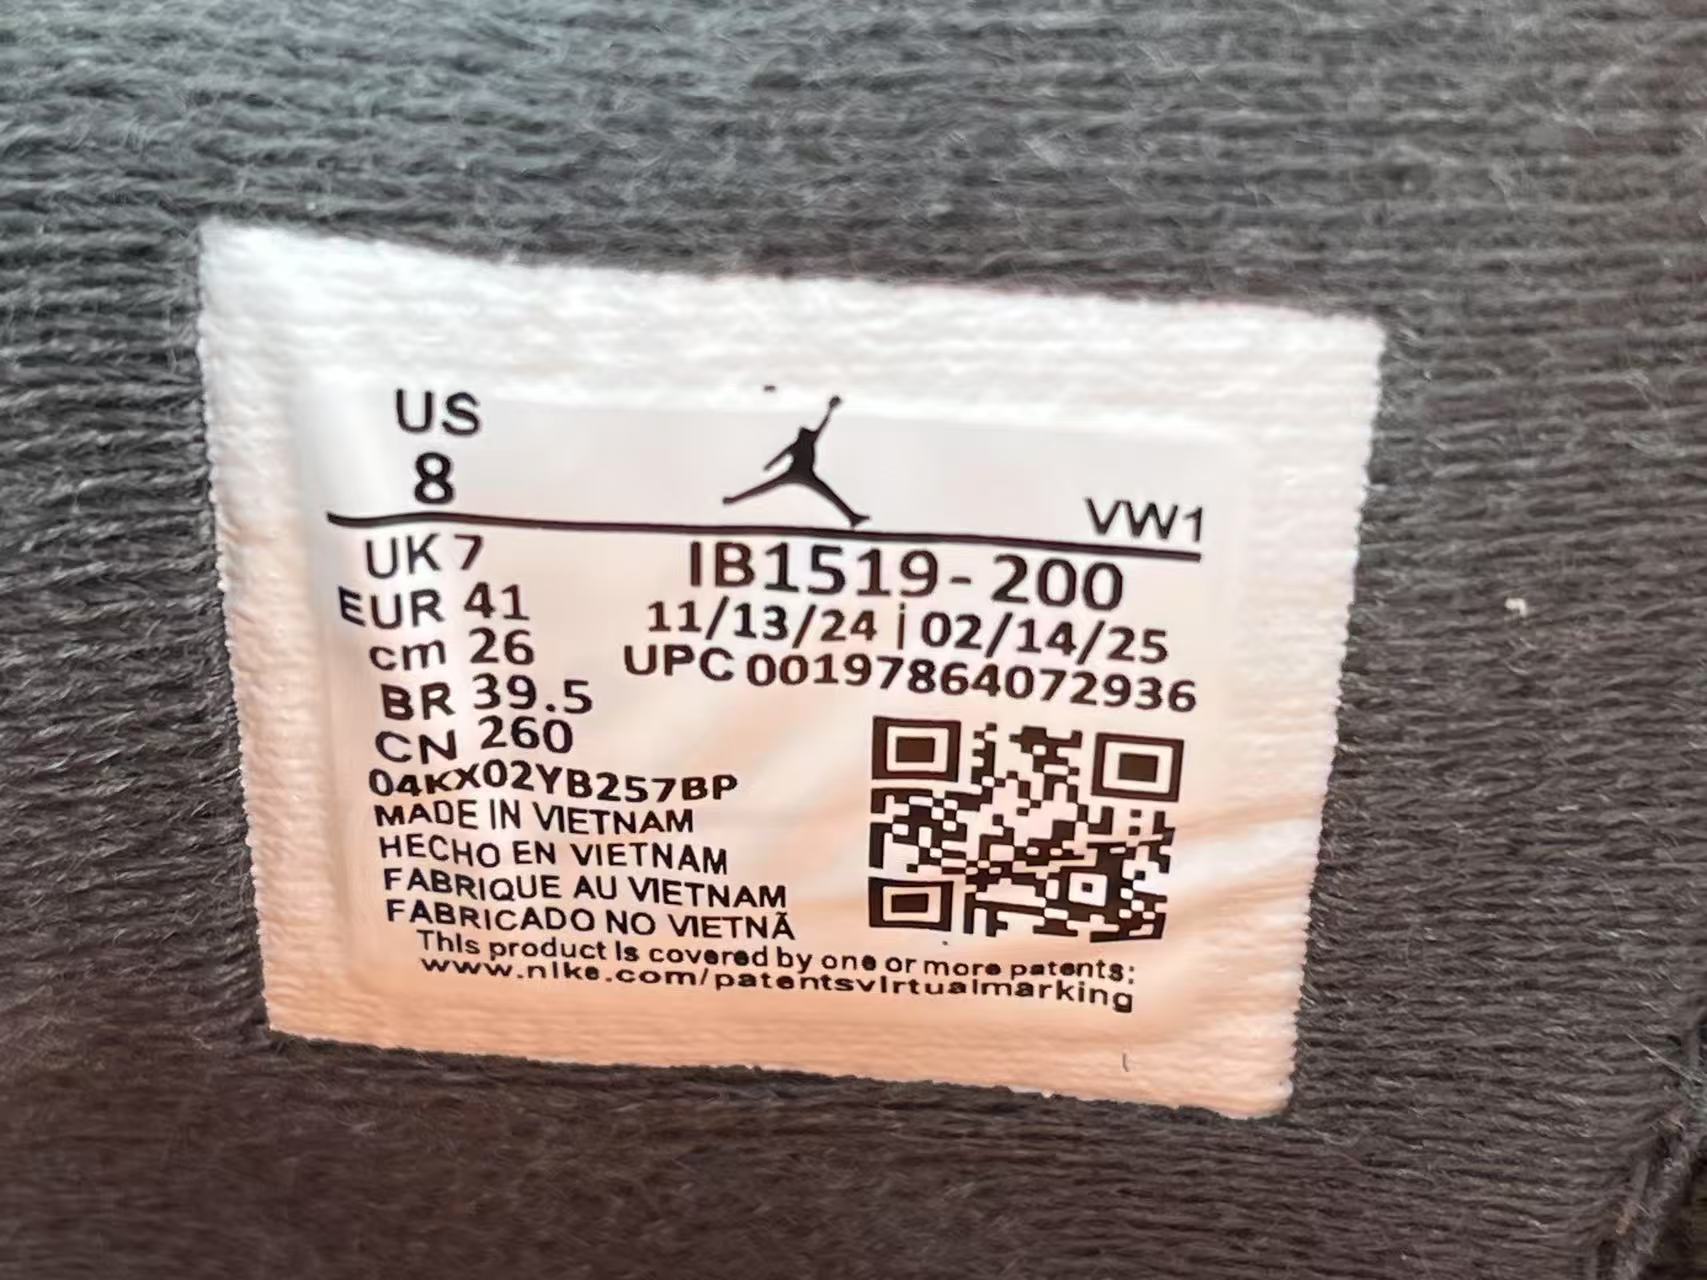 US
8
VW1
UK 7
IB1519-200
EUR 41
11/13/24 | 02/14/25
cm 26
UPC 00197864072936
BR 39.5
CN 260
04KX02YB257BP
MADE IN VIETNAM
HECHO EN VIETNAM
FABRIQUE AU VIETNAM
FABRICADO NO VIETNÃ
This product is covered by one or more patents:
www.nike.com/patentsvirtualmarking